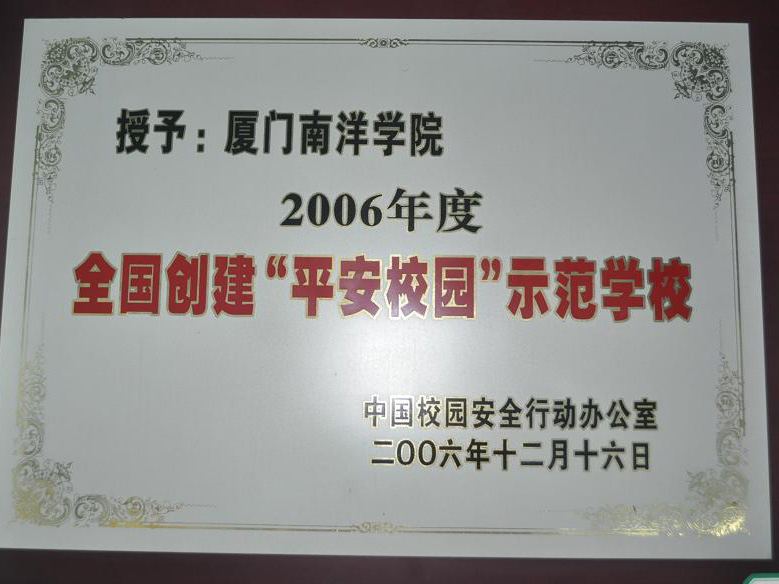 授予：厦门南洋学院
2006年度
全国创建“平安校园”示范学校
中国校园安全行动办公室
二〇〇六年十二月十六日